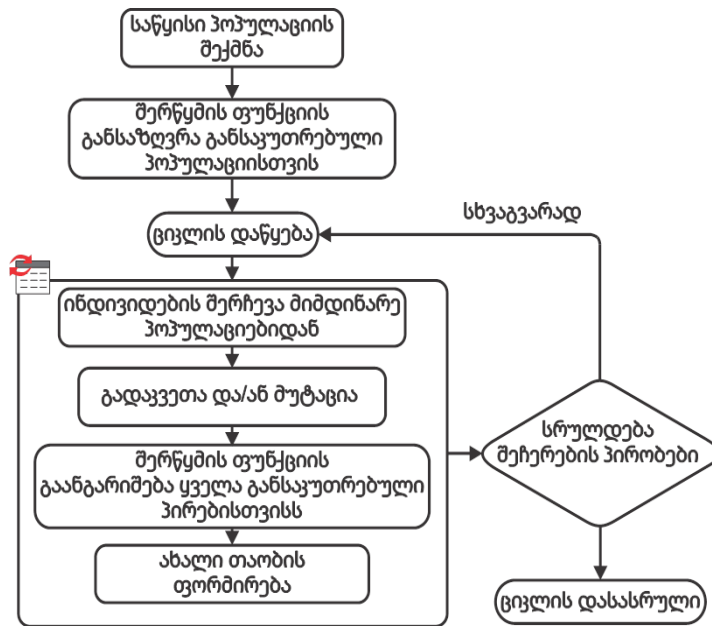 საწყისი პოპულაციის
შექმნა
შერწყმის ფუნქციის
განსაზღვრა განსაკუთრებული
პოპულაციისთვის
სხვაგვარად
ციკლის დაწყება
ინდივიდების შერჩევა მიმდინარე
პოპულაციებიდან
გადაკვეთა და/ან მუტაცია
შერწყმის ფუნქციის
გაანგარიშება ყველა განსაკუთრებული
პირებისთვისს
ახალი თაობის
ფორმირება
სრულდება
შეჩერების პირობები
ციკლის დასასრული